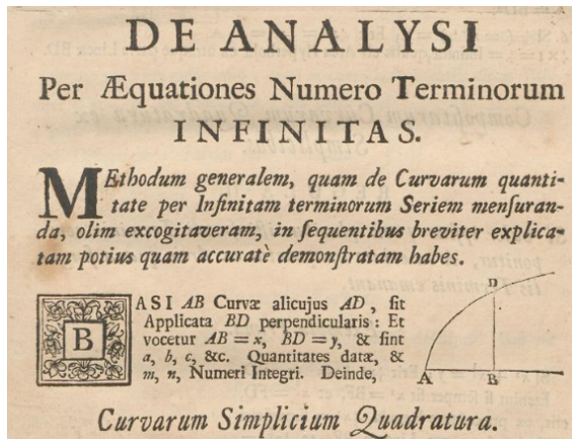 DE ANALYSI
Per Æquationes Numero Terminorum
INFINITAS.
MEthodum generalem, quam de Curvarum quanti-
tate per Infinitam terminorum Seriem menſuran-
da, olim excogitaveram, in ſequentibus breviter explica-
tam potius quam accuratè demonſtratam habes.
BASI AB Curvæ alicujus AD, ſit
Applicata BD perpendicularis: Et
vocetur AB = x, BD = y, & ſint
a, b, c, &c. Quantitates datæ, &
m, n, Numeri Integri. Deinde,
D
A B
Curvarum Simplicium Quadratura.